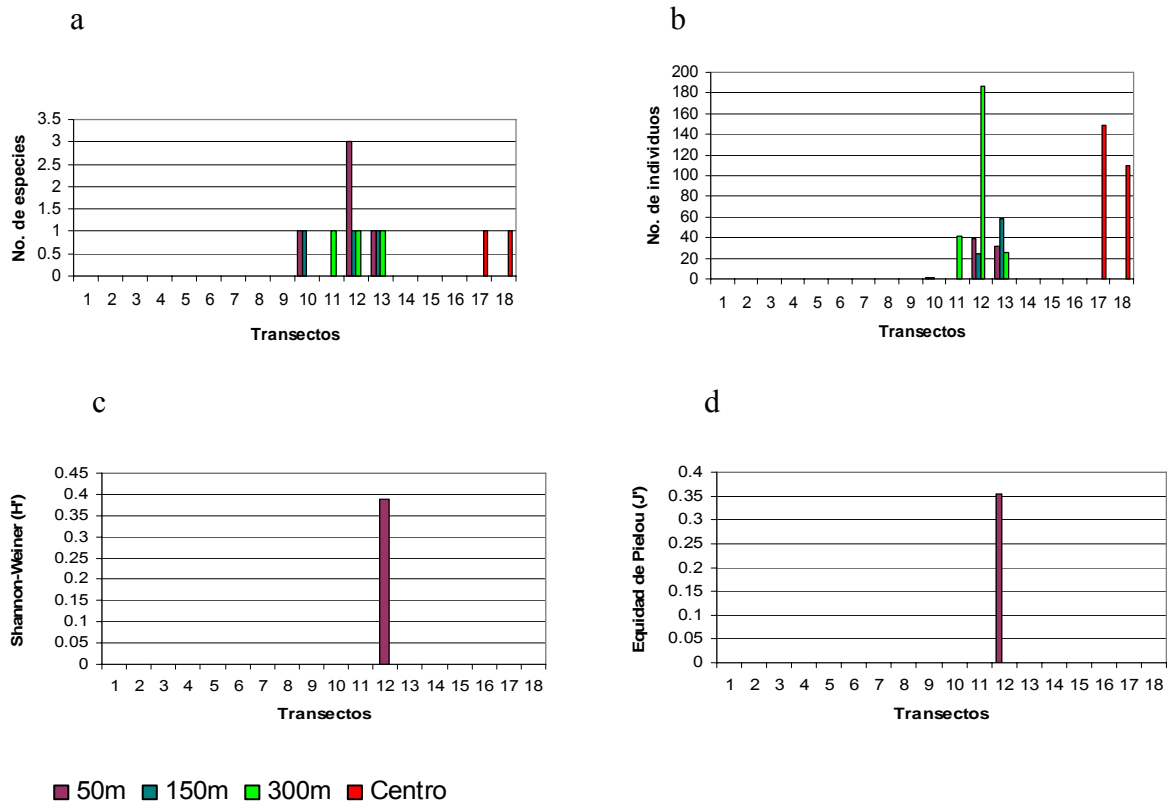 a
No. de especies
3.5
3
2.5
2
1.5
1
0.5
0
1 2 3 4 5 6 7 8 9 10 11 12 13 14 15 16 17 18
Transectos
b
No. de individuos
200
180
160
140
120
100
80
60
40
20
0
1 2 3 4 5 6 7 8 9 10 11 12 13 14 15 16 17 18
Transectos
c
Shannon-Weiner (H')
0.45
0.4
0.35
0.3
0.25
0.2
0.15
0.1
0.05
0
1 2 3 4 5 6 7 8 9 10 11 12 13 14 15 16 17 18
Transectos
d
Equidad de Pielou (J')
0.4
0.35
0.3
0.25
0.2
0.15
0.1
0.05
0
1 2 3 4 5 6 7 8 9 10 11 12 13 14 15 16 17 18
Transectos
50m 150m 300m Centro